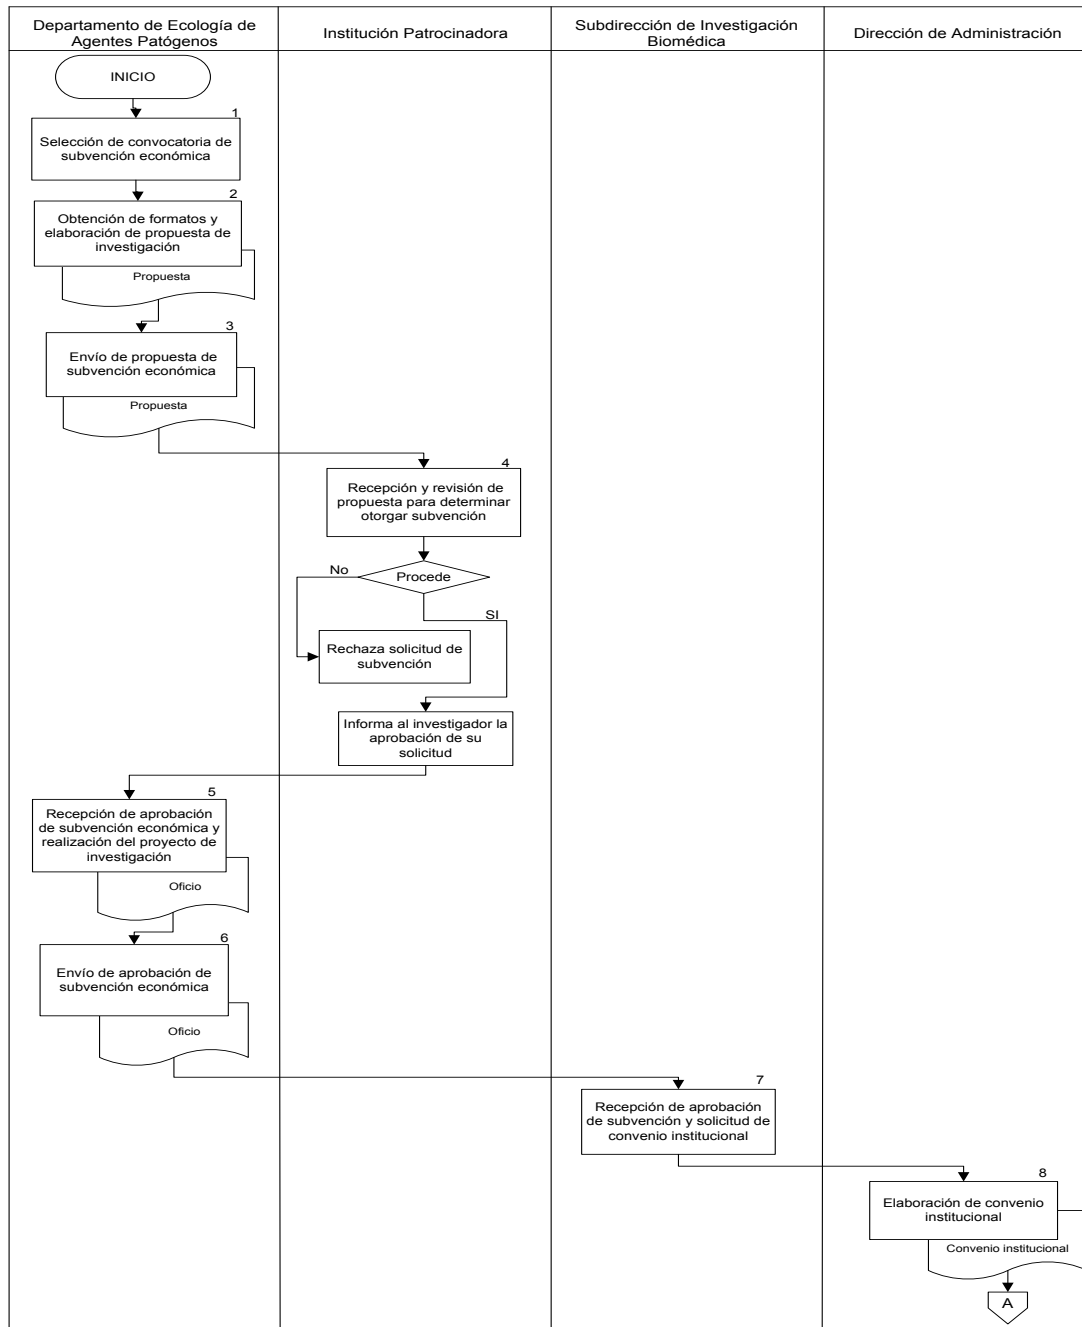 Departamento de Ecología de
Agentes Patógenos
Institución Patrocinadora
Subdirección de Investigación
Biomédica
Dirección de Administración
INICIO
1
Selección de convocatoria de
subvención económica
2
Obtención de formatos y
elaboración de propuesta de
investigación
Propuesta
3
Envío de propuesta de
subvención económica
Propuesta
4
Recepción y revisión de
propuesta para determinar
otorgar subvención
No
Procede
SI
Rechaza solicitud de
subvención
Informa al investigador la
aprobación de su
solicitud
5
Recepción de aprobación
de subvención económica y
realización del proyecto de
investigación
Oficio
6
Envío de aprobación de
subvención económica
Oficio
7
Recepción de aprobación
de subvención y solicitud de
convenio institucional
8
Elaboración de convenio
institucional
Convenio institucional
A